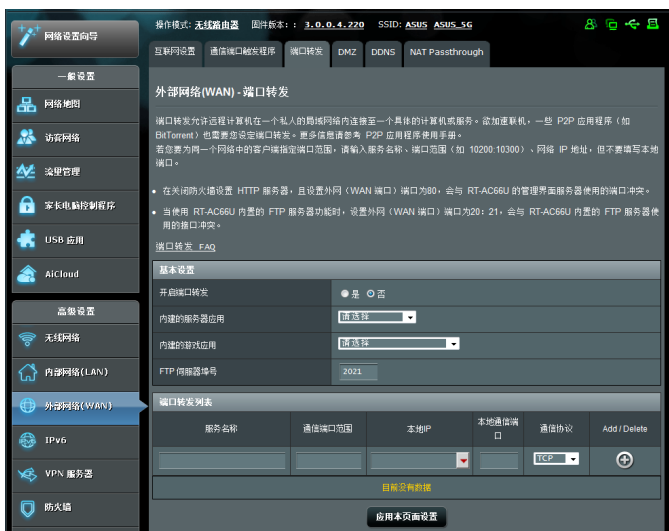 网络设置向导
操作模式: 无线路由器 固件版本: : 3.0.0.4.220 SSID: ASUS ASUS_5G
互联网设置 通信端口触发程序 端口转发 DMZ DDNS NAT Passthrough
一般设置
网络地图
访客网络
流量管理
家长电脑控制程序
USB 应用
AiCloud
高级设置
无线网络
内部网络(LAN)
外部网络(WAN)
IPv6
VPN 服务器
防火墙
外部网络(WAN) - 端口转发
端口转发允许远程计算机在一个私人的局域网络内连接至一个具体的计算机或服务。欲加速联机，一些 P2P 应用程序（如
BitTorrent）也需要您设定端口转发。更多信息请参考 P2P 应用程序使用手册。
若您要为同一个网络中的客户端指定端口范围，请输入服务名称、端口范围（如 10200:10300）、网络 IP 地址，但不要填写本地
端口。
• 在关闭防火墙设置 HTTP 服务器，且设置外网（WAN 端口）端口为80，会与 RT-AC66U 的管理界面服务器使用的端口冲突。
• 当使用 RT-AC66U 内置的 FTP 服务器功能时，设置外网（WAN 端口）端口为20：21，会与 RT-AC66U 内置的 FTP 服务器使
用的接口冲突。
端口转发 FAQ
基本设置
开启端口转发 是 否
内建的服务器应用 请选择
内建的游戏应用 请选择
FTP 伺服器埠号 2021
端口转发列表
服务名称 通信端口范围 本地IP 本地通信端
口 通信协议 Add / Delete
TCP
目前没有数据
应用本页面设置